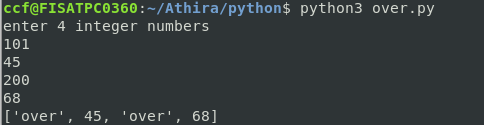 ccf@FISATPC0360:~/Athira/python$ python3 over.py
enter 4 integer numbers
101
45
200
68
['over', 45, 'over', 68]